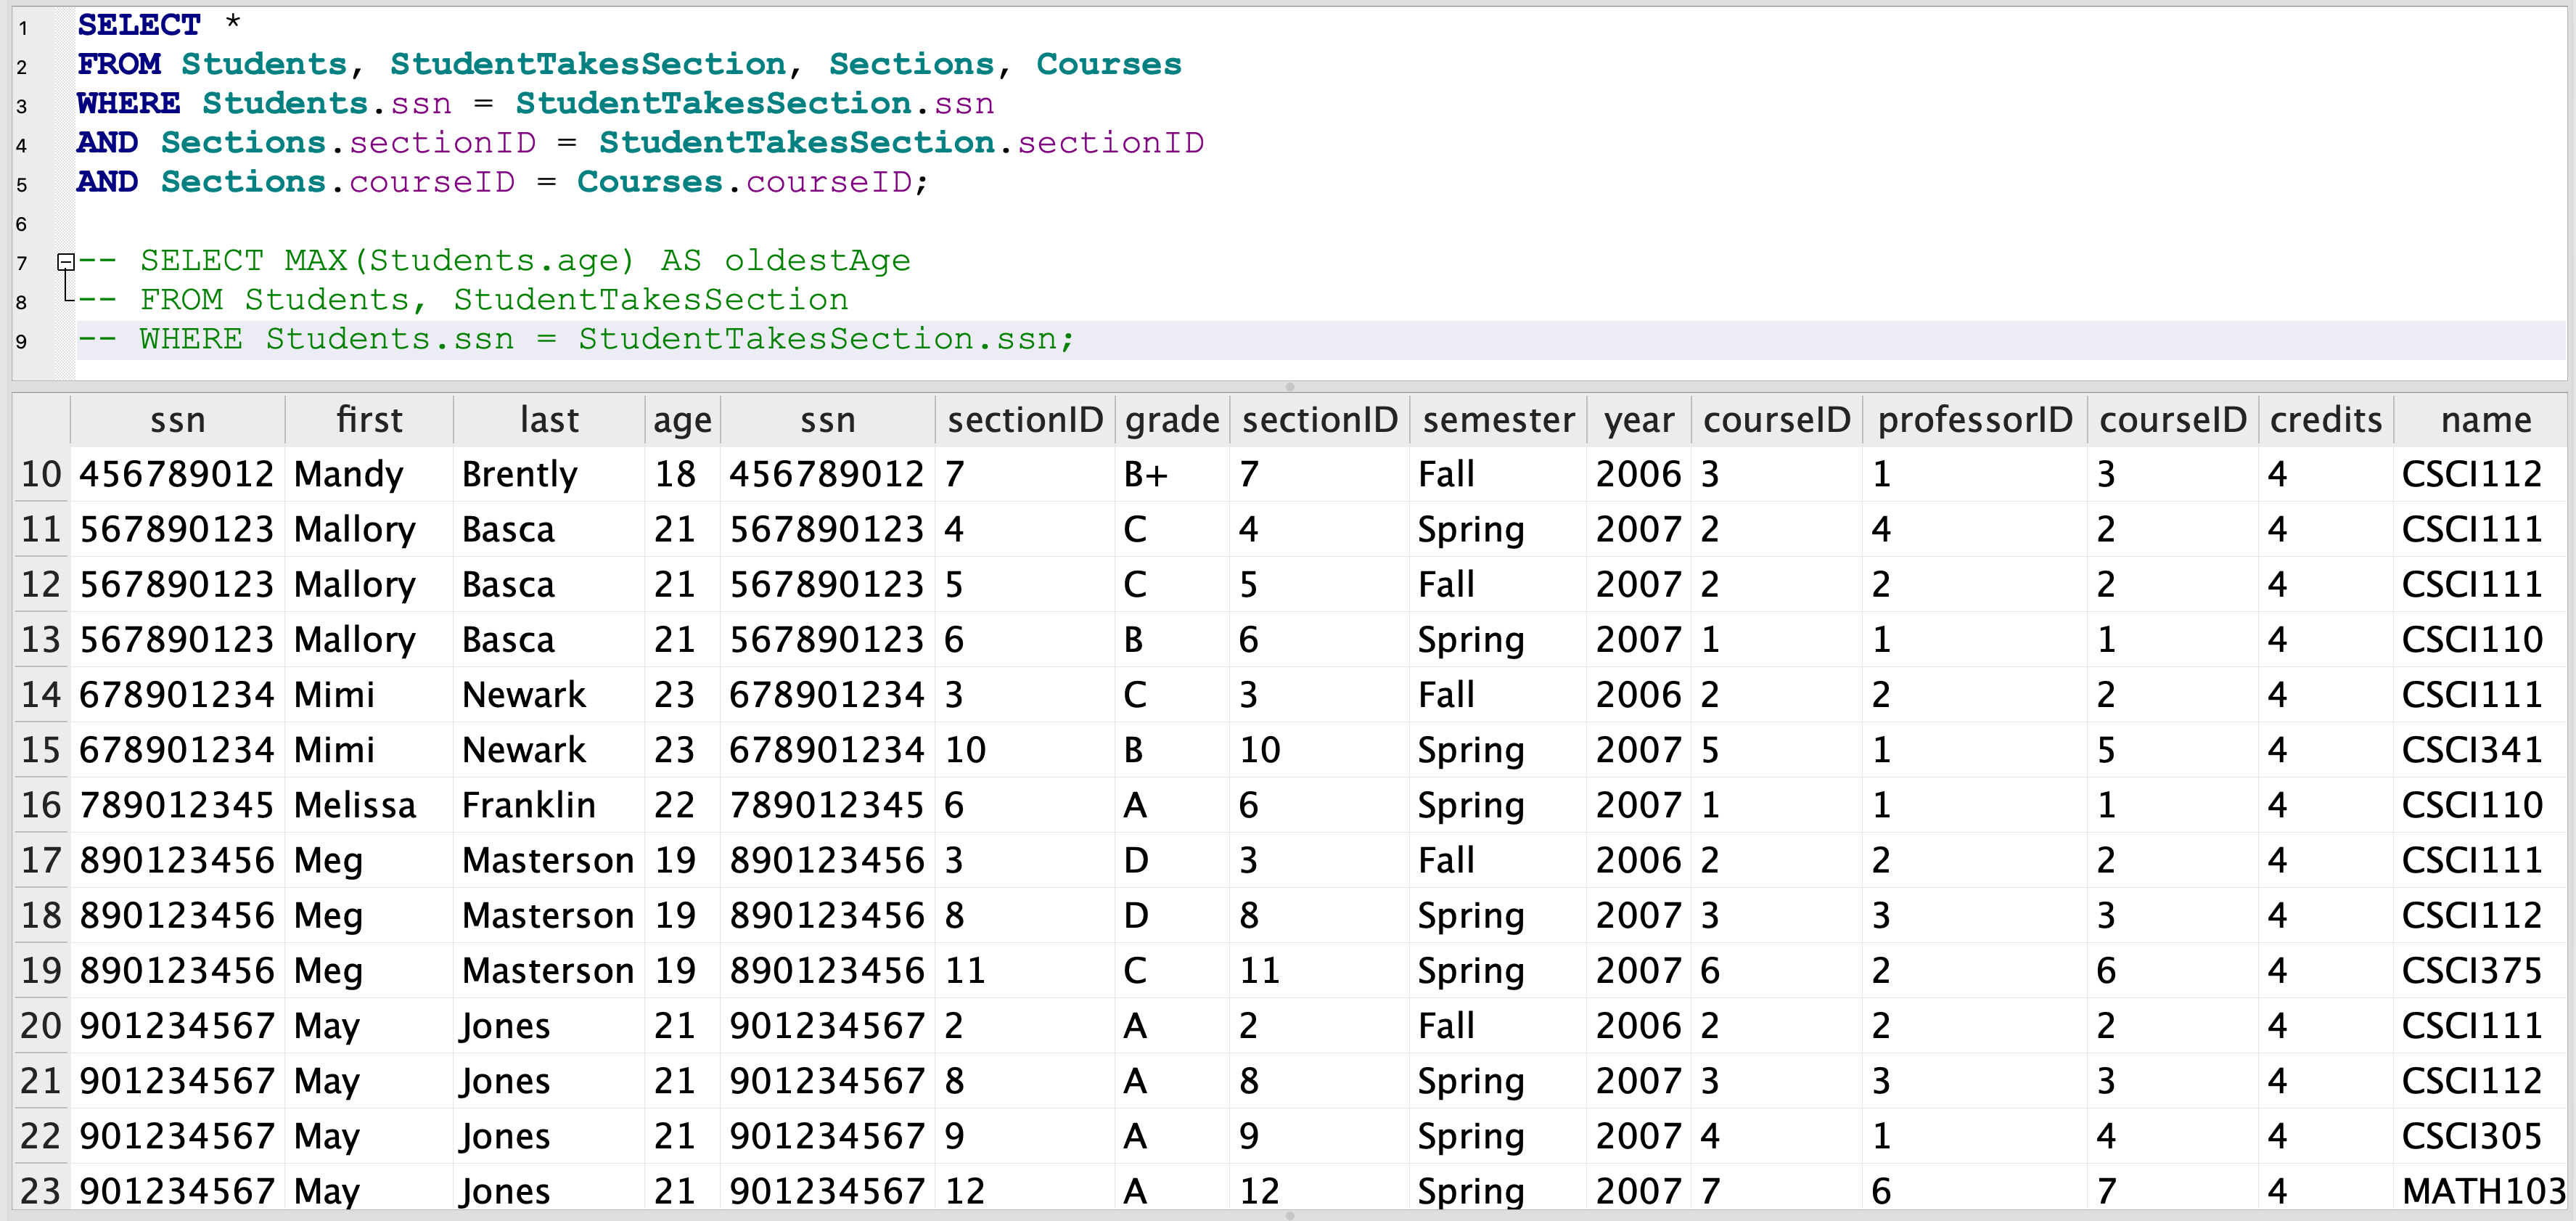 1 SELECT *
2 FROM Students, StudentTakesSection, Sections, Courses
3 WHERE Students.ssn = StudentTakesSection.ssn
4 AND Sections.sectionID = StudentTakesSection.sectionID
5 AND Sections.courseID = Courses.courseID;
6
7 -- SELECT MAX(Students.age) AS oldestAge
8 -- FROM Students, StudentTakesSection
9 -- WHERE Students.ssn = StudentTakesSection.ssn;
ssn first last age ssn sectionID grade sectionID semester year courseID professorID courseID credits name
10 456789012 Mandy Brently 18 456789012 7 B+ 7 Fall 2006 3 1 3 4 CSCI112
11 567890123 Mallory Basca 21 567890123 4 C 4 Spring 2007 2 4 2 4 CSCI111
12 567890123 Mallory Basca 21 567890123 5 C 5 Fall 2007 2 2 2 4 CSCI111
13 567890123 Mallory Basca 21 567890123 6 B 6 Spring 2007 1 1 1 4 CSCI110
14 678901234 Mimi Newark 23 678901234 3 C 3 Fall 2006 2 2 2 4 CSCI111
15 678901234 Mimi Newark 23 678901234 10 B 10 Spring 2007 5 1 5 4 CSCI341
16 789012345 Melissa Franklin 22 789012345 6 A 6 Spring 2007 1 1 1 4 CSCI110
17 890123456 Meg Masterson 19 890123456 3 D 3 Fall 2006 2 2 2 4 CSCI111
18 890123456 Meg Masterson 19 890123456 8 D 8 Spring 2007 3 3 3 4 CSCI112
19 890123456 Meg Masterson 19 890123456 11 C 11 Spring 2007 6 2 6 4 CSCI375
20 901234567 May Jones 21 901234567 2 A 2 Fall 2006 2 2 2 4 CSCI111
21 901234567 May Jones 21 901234567 8 A 8 Spring 2007 3 3 3 4 CSCI112
22 901234567 May Jones 21 901234567 9 A 9 Spring 2007 4 1 4 4 CSCI305
23 901234567 May Jones 21 901234567 12 A 12 Spring 2007 7 6 7 4 MATH103